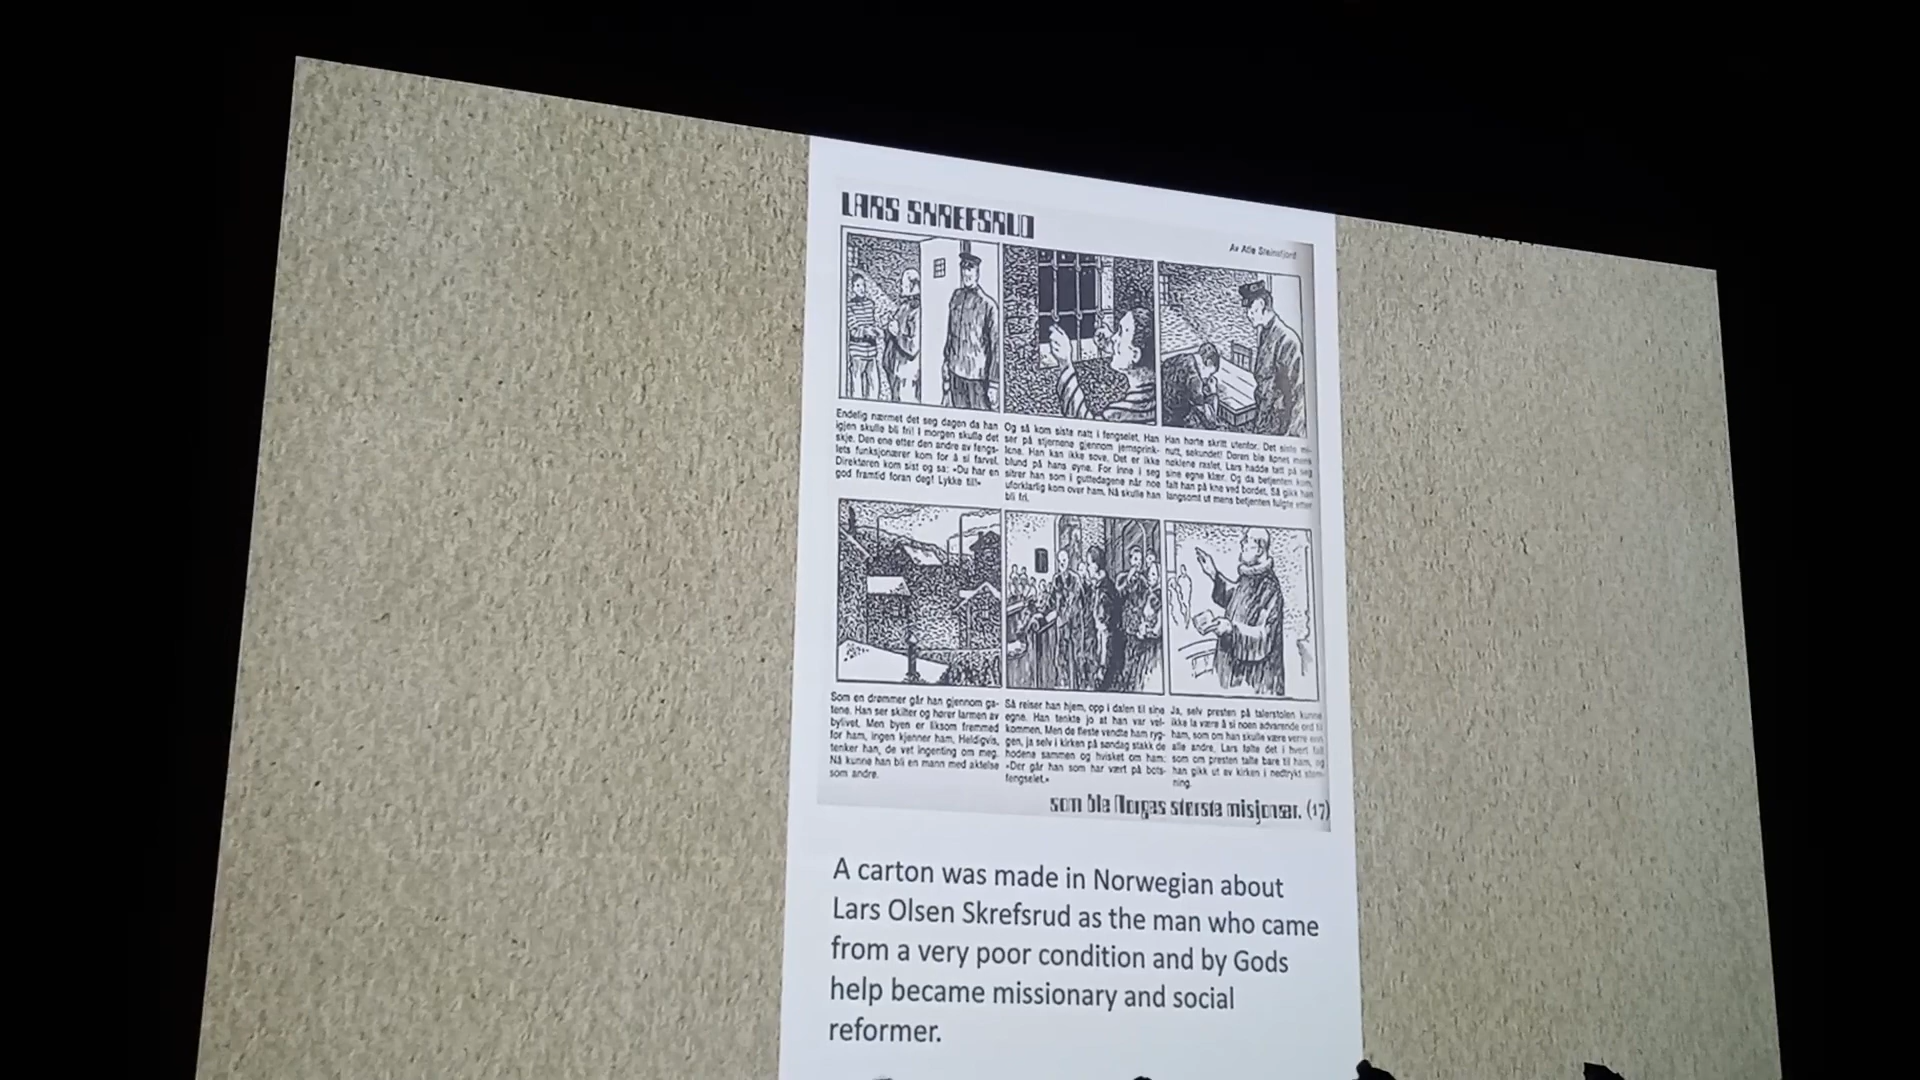 LARS SKREFSRUD
Av Atle Steinsfjord
Endelig nærmet det seg dagen da han
igjen skulle bli fri! I morgen skulle det
skje. Den ene etter den andre av fengs-
lets funksjonærer kom for å si farvel.
Direktøren kom sist og sa: «Du har en
god framtid foran deg! Lykke til!»
Og så kom siste natt i fengselet. Han
ser på stjernene gjennom jernsprink-
lene. Han kan ikke sove. Det er ikke
blund på hans øyne. For inne i seg
sitrer han som i guttedagene når noe
uforklarlig kom over ham. Nå skulle han
bli fri.
Han hørte skritt utenfor. Det siste mi-
nutt, sekundet! Døren ble åpnet mens
nøklene raslet, Lars hadde tatt på seg
sine egne klær. Og da betjenten kom,
falt han på kne ved bordet. Så gikk han
langsomt ut mens betjenten fulgte etter
Som en drømmer går han gjennom ga-
tene. Han ser skilter og hører larmen av
bylivet. Men byen er liksom fremmed
for ham, ingen kjenner ham. Heldigvis,
tenker han, de vet ingenting om meg.
Nå kunne han bli en mann med aktelse
som andre.
Så reiser han hjem, opp i dalen til sine
egne. Han tenkte jo at han var vel-
kommen. Men de fleste vendte ham ryg-
gen, ja selv i kirken på søndag stakk de
hodene sammen og hvisket om ham:
«Der går han som har vært på bots-
fengselet.»
Ja, selv presten på talerstolen kunne
ikke la være å si noen advarende ord til
ham, som om han skulle være verre enn
alle andre. Lars følte det i hvert fall
som om presten talte bare til ham, og
han gikk ut av kirken i nedtrykt stem-
ning.
som ble Norges største misjonær. (17)
A carton was made in Norwegian about
Lars Olsen Skrefsrud as the man who came
from a very poor condition and by Gods
help became missionary and social
reformer.